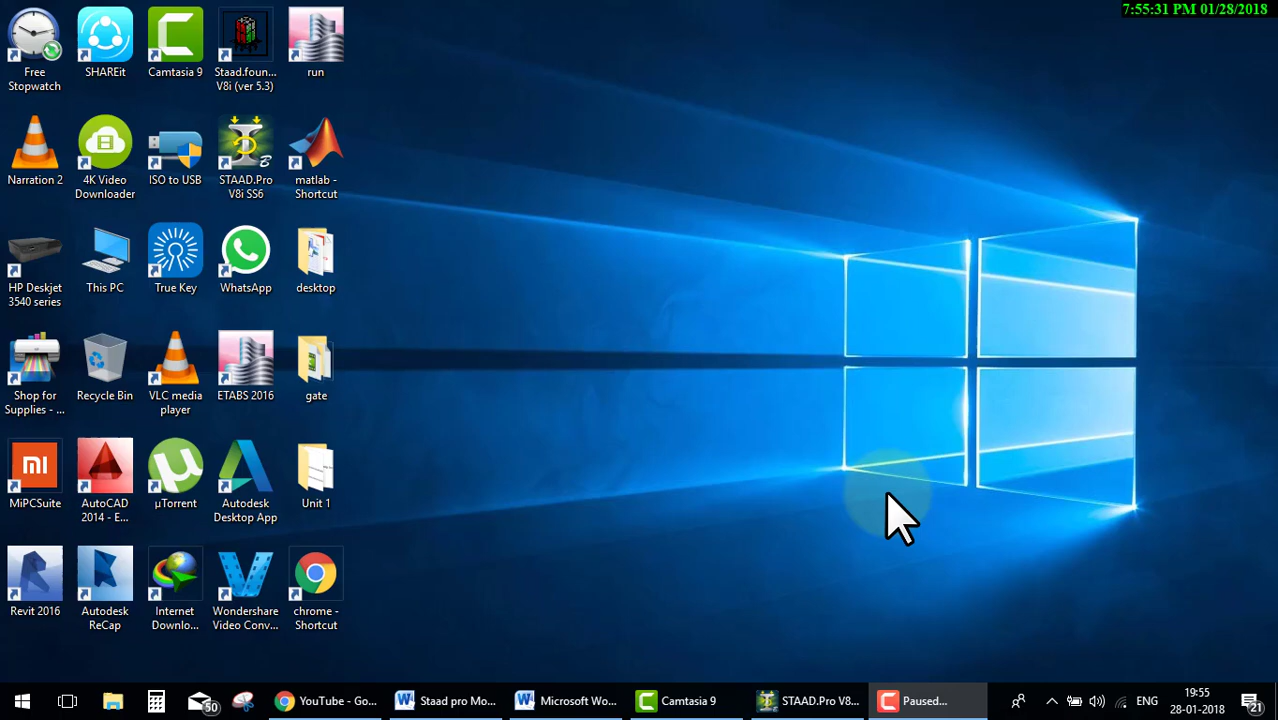 7:55:31 PM 01/28/2018
Free
Stopwatch
SHAREit
Camtasia 9
Staad.foun...
V8i (ver 5.3)
run
Narration 2
4K Video
Downloader
ISO to USB
STAAD.Pro
V8i SS6
matlab -
Shortcut
HP Deskjet
3540 series
This PC
True Key
WhatsApp
desktop
Shop for
Supplies - ...
Recycle Bin
VLC media
player
ETABS 2016
gate
MiPCSuite
AutoCAD
2014 - E...
µTorrent
Autodesk
Desktop App
Unit 1
Revit 2016
Autodesk
ReCap
Internet
Downlo...
Wondershare
Video Conv...
chrome -
Shortcut
50
YouTube - Go...
Staad pro Mo...
Microsoft Wo...
Camtasia 9
STAAD.Pro V8...
Paused...
ENG
19:55
28-01-2018
21